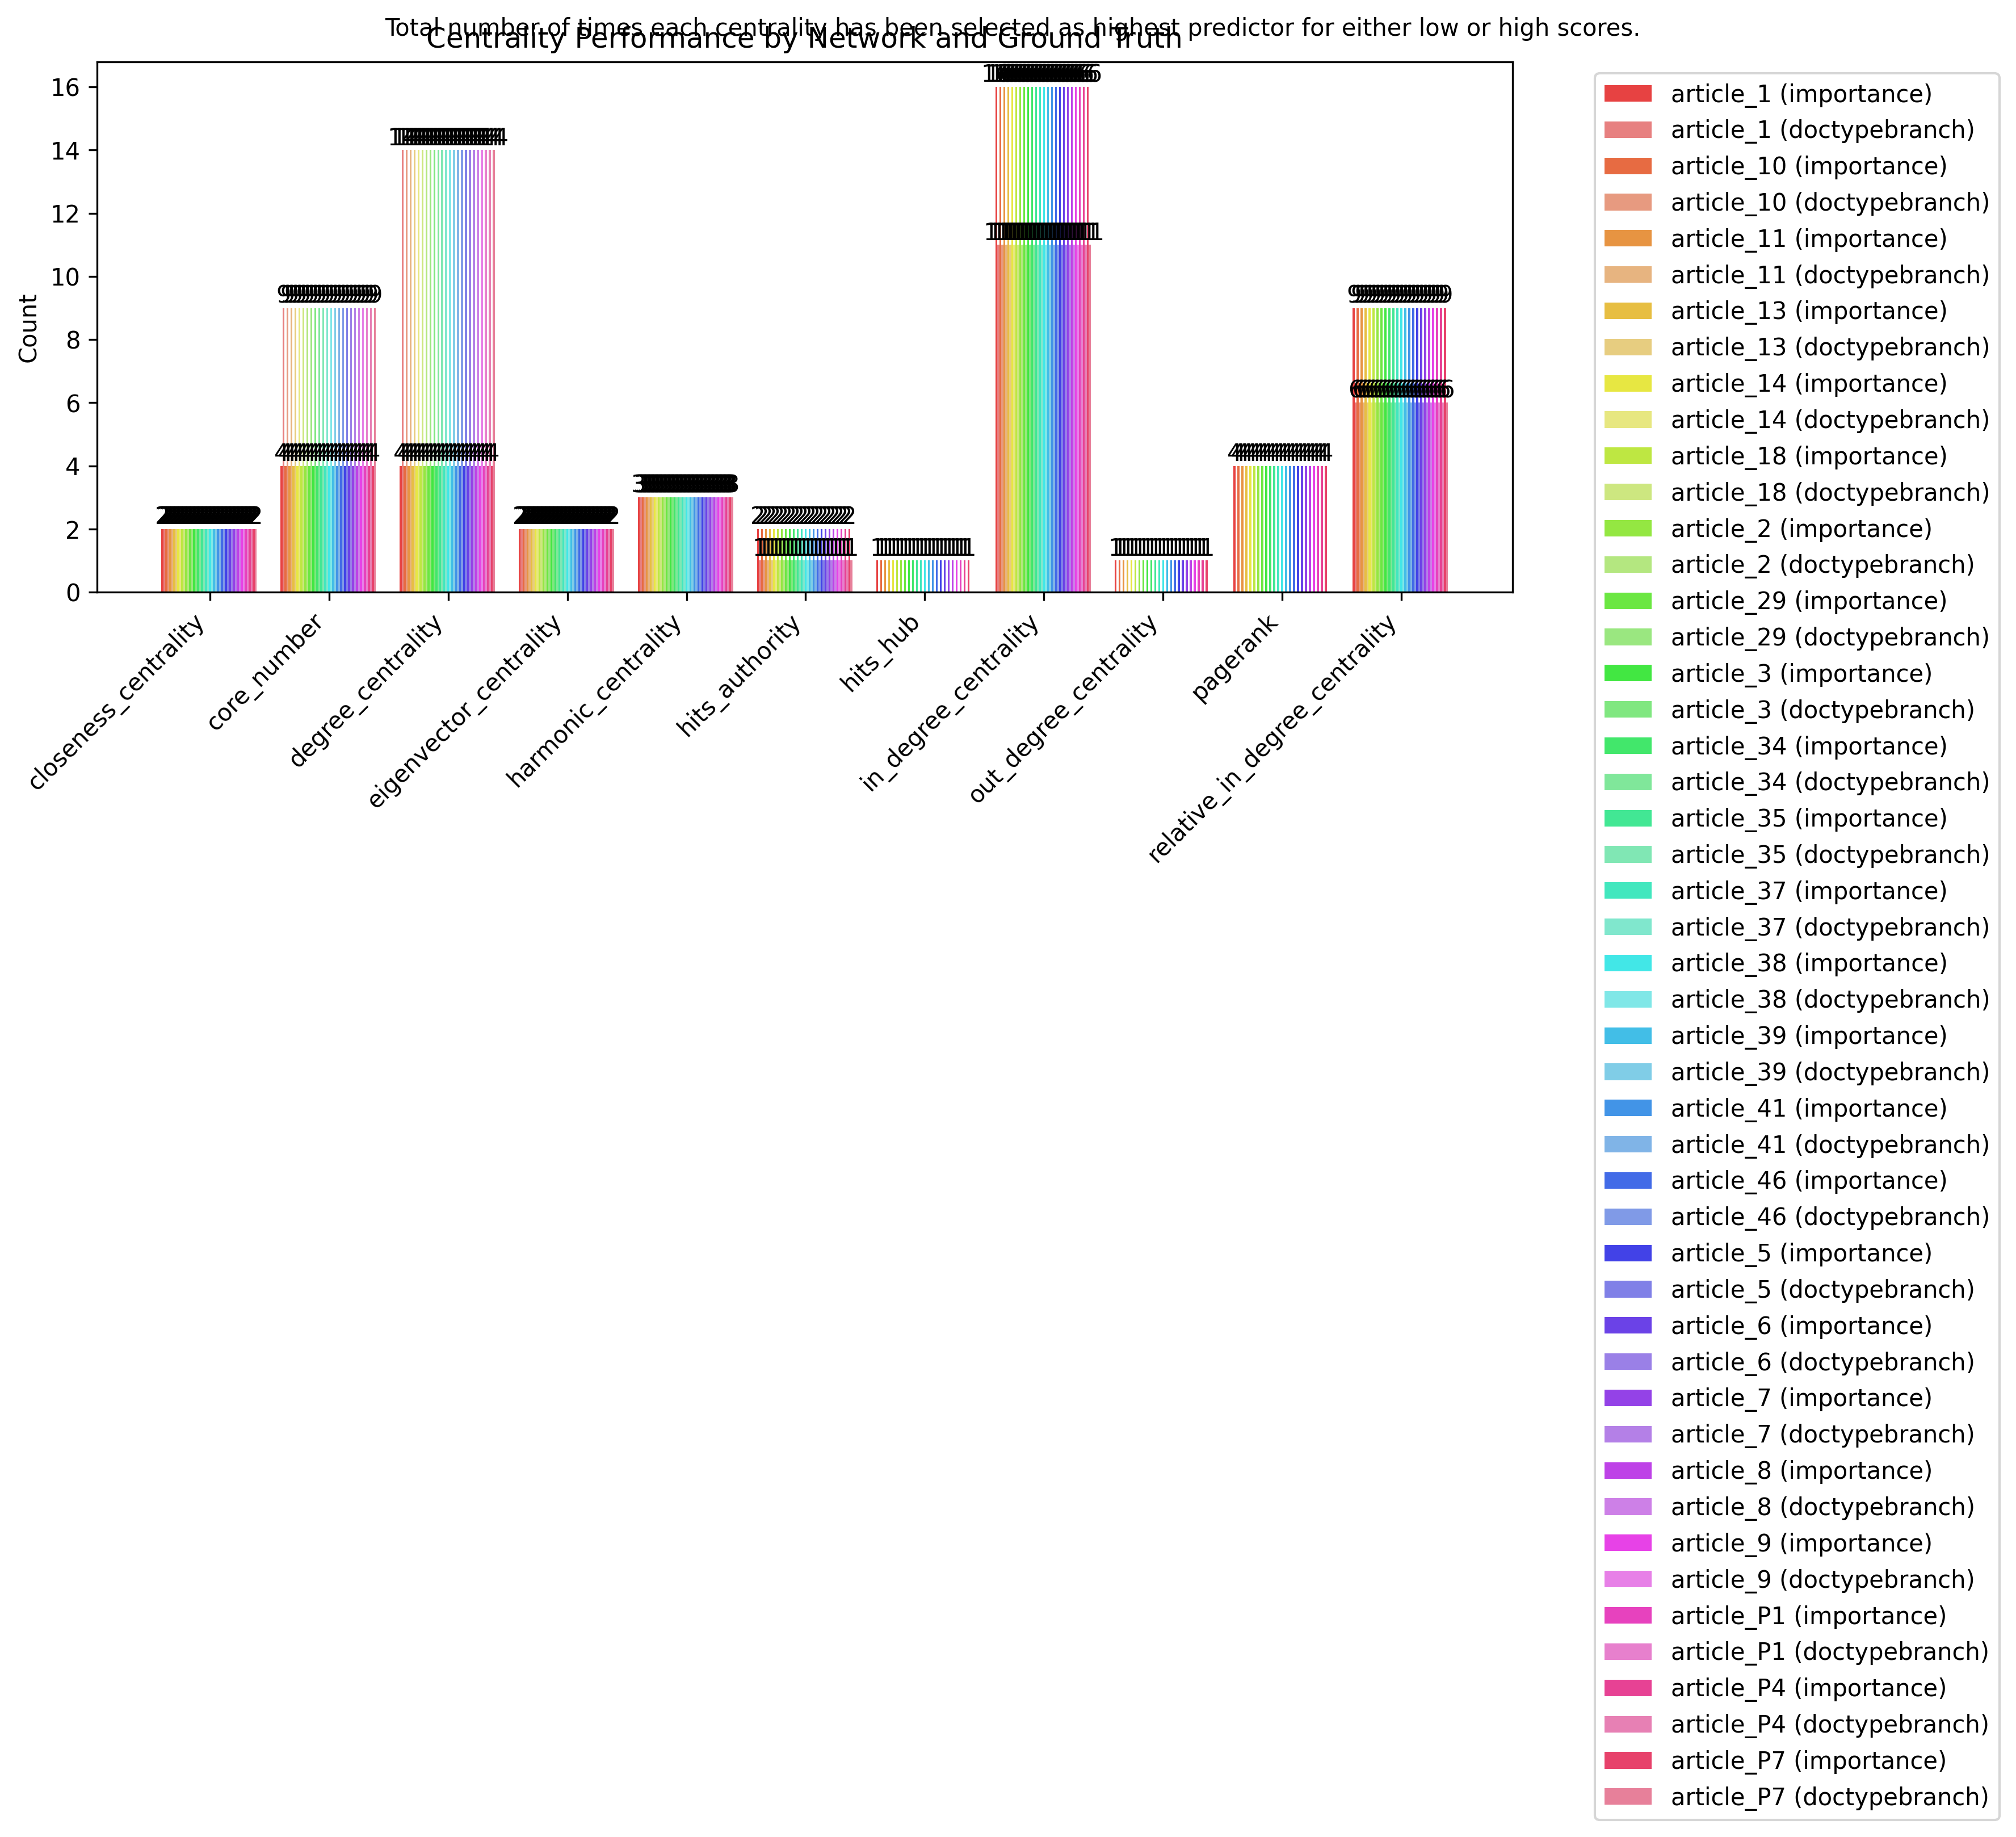 Total number of times each centrality has been selected as highest predictor for either low or high scores.
Centrality Performance by Network and Ground Truth
Count
16
14
12
10
8
6
4
2
0
closeness_centrality
core_number
degree_centrality
eigenvector_centrality
harmonic_centrality
hits_authority
hits_hub
in_degree_centrality
out_degree_centrality
pagerank
relative_in_degree_centrality
article_1 (importance)
article_1 (doctypebranch)
article_10 (importance)
article_10 (doctypebranch)
article_11 (importance)
article_11 (doctypebranch)
article_13 (importance)
article_13 (doctypebranch)
article_14 (importance)
article_14 (doctypebranch)
article_18 (importance)
article_18 (doctypebranch)
article_2 (importance)
article_2 (doctypebranch)
article_29 (importance)
article_29 (doctypebranch)
article_3 (importance)
article_3 (doctypebranch)
article_34 (importance)
article_34 (doctypebranch)
article_35 (importance)
article_35 (doctypebranch)
article_37 (importance)
article_37 (doctypebranch)
article_38 (importance)
article_38 (doctypebranch)
article_39 (importance)
article_39 (doctypebranch)
article_41 (importance)
article_41 (doctypebranch)
article_46 (importance)
article_46 (doctypebranch)
article_5 (importance)
article_5 (doctypebranch)
article_6 (importance)
article_6 (doctypebranch)
article_7 (importance)
article_7 (doctypebranch)
article_8 (importance)
article_8 (doctypebranch)
article_9 (importance)
article_9 (doctypebranch)
article_P1 (importance)
article_P1 (doctypebranch)
article_P4 (importance)
article_P4 (doctypebranch)
article_P7 (importance)
article_P7 (doctypebranch)